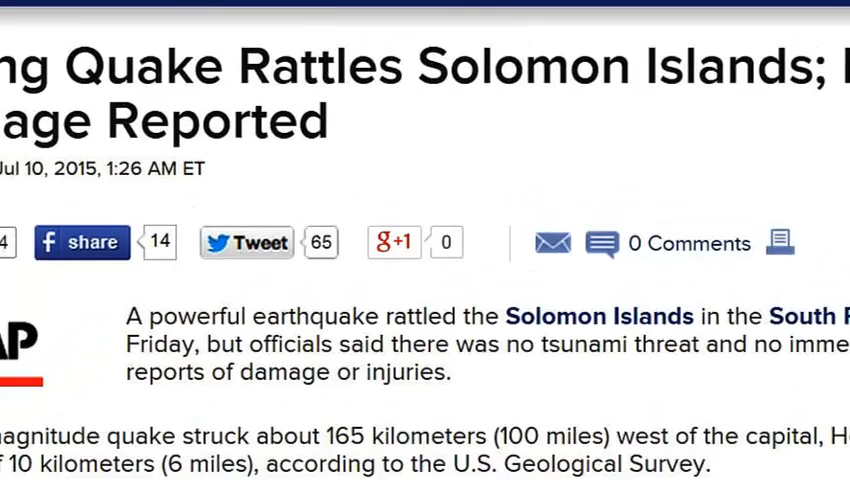 ng Quake Rattles Solomon Islands;
age Reported
Jul 10, 2015, 1:26 AM ET
4 f share 14 Tweet 65 g+1 0 0 Comments
AP
A powerful earthquake rattled the Solomon Islands in the South
Friday, but officials said there was no tsunami threat and no imme
reports of damage or injuries.
magnitude quake struck about 165 kilometers (100 miles) west of the capital, H
f 10 kilometers (6 miles), according to the U.S. Geological Survey.